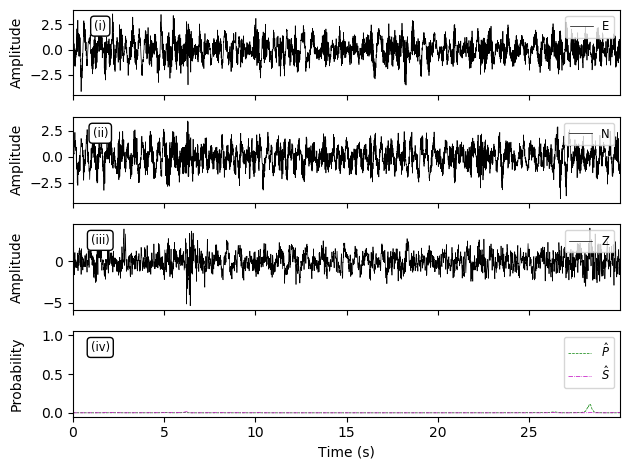 (i)
E
Amplitude
2.5
0.0
−2.5
(ii)
N
Amplitude
2.5
0.0
−2.5
(iii)
Z
Amplitude
0
−5
(iv)
P̂
Ŝ
Probability
1.0
0.5
0.0
0 5 10 15 20 25
Time (s)